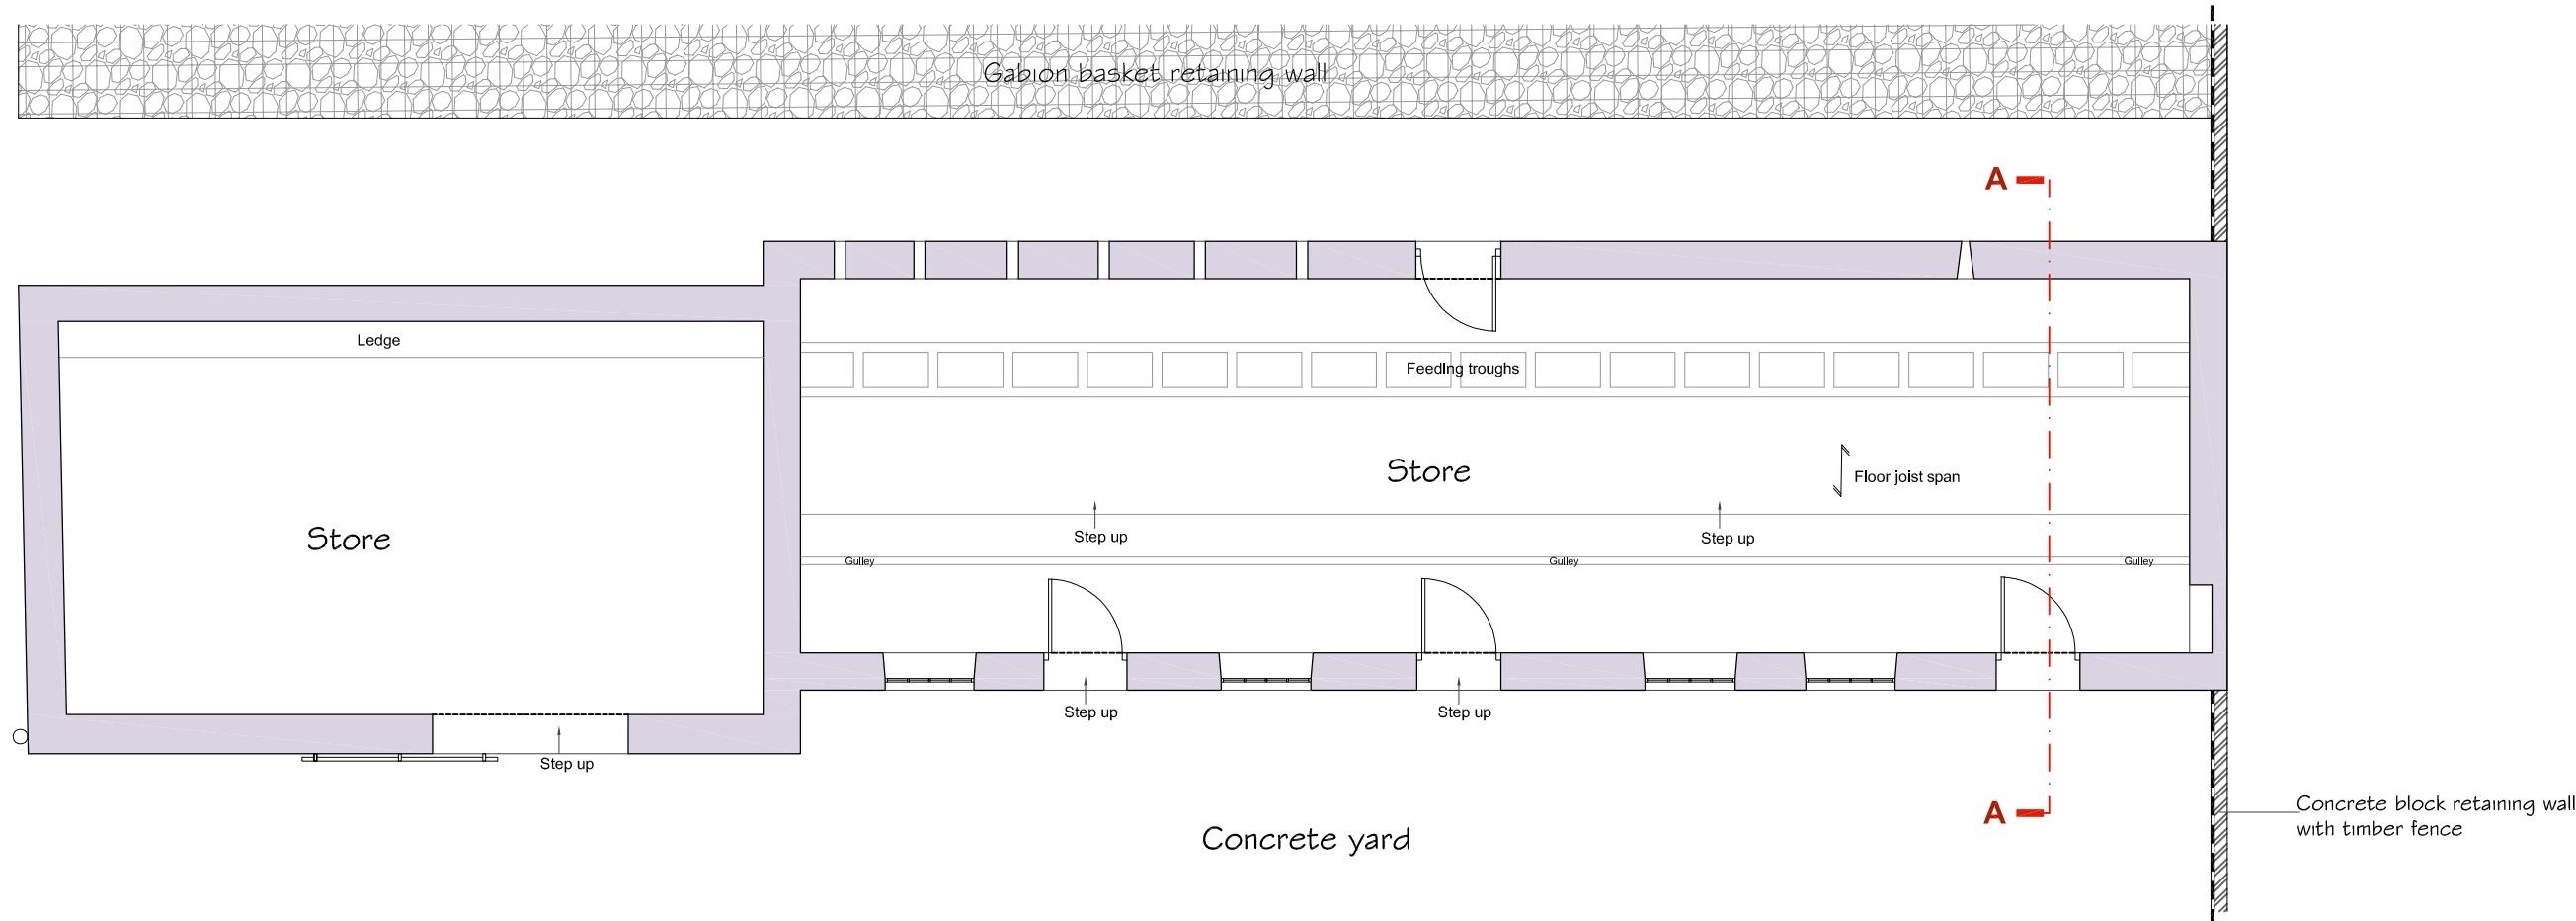 Gabion basket retaining wall
A
Ledge
Feeding troughs
Store
Floor joist span
Step up
Step up
Store
Gulley
Gulley
Gulley
Step up
Step up
Step up
A
Concrete block retaining wall
with timber fence
Concrete yard